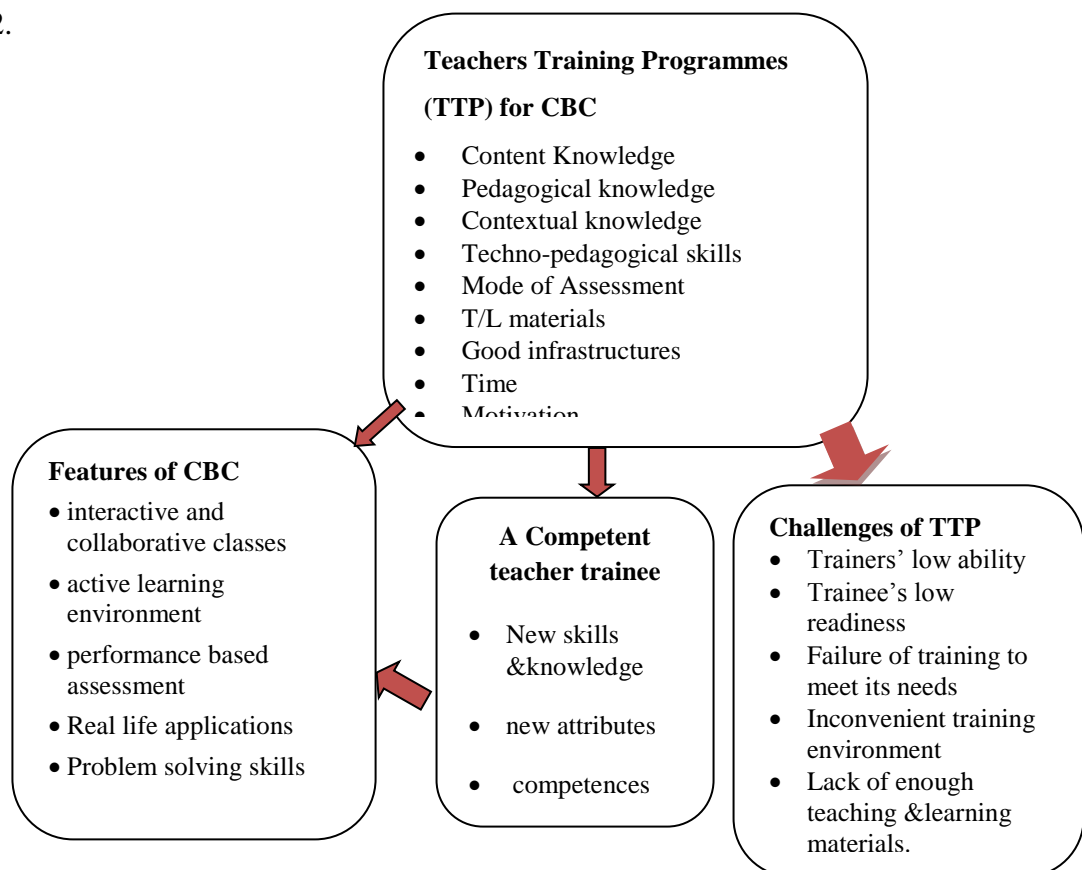 2.
Teachers Training Programmes
(TTP) for CBC
• Content Knowledge
• Pedagogical knowledge
• Contextual knowledge
• Techno-pedagogical skills
• Mode of Assessment
• T/L materials
• Good infrastructures
• Time
• Motivation
Features of CBC
• interactive and
collaborative classes
• active learning
environment
• performance based
assessment
• Real life applications
• Problem solving skills
A Competent
teacher trainee
• New skills
&knowledge
• new attributes
• competences
Challenges of TTP
• Trainers’ low ability
• Trainee’s low
readiness
• Failure of training to
meet its needs
• Inconvenient training
environment
• Lack of enough
teaching &learning
materials.